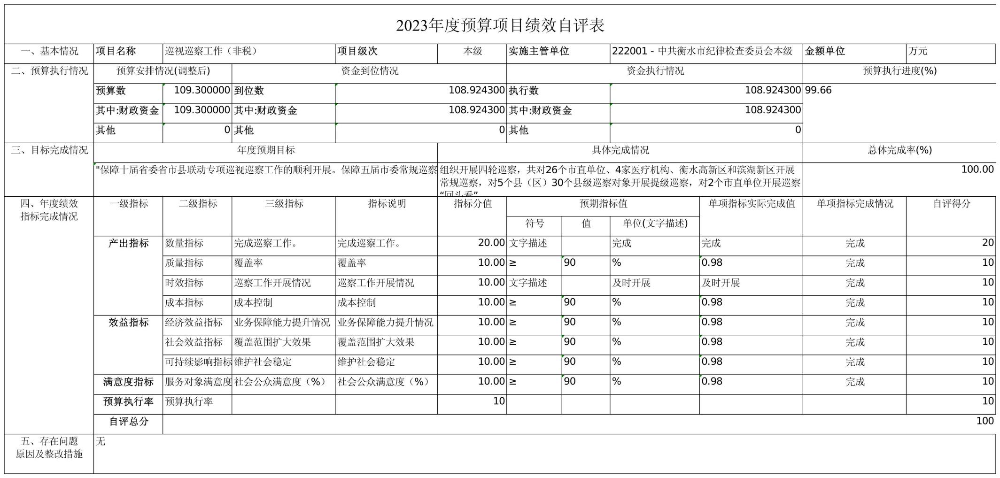 2023年度预算项目绩效自评表
一、基本情况 项目名称 巡视巡察工作（非税） 项目级次 本级 实施主管单位 222001 - 中共衡水市纪律检查委员会本级 金额单位 万元
二、预算执行情况 预算安排情况(调整后) 资金到位情况 资金执行情况 预算执行进度(%)
预算数 109.300000 到位数 108.924300 执行数 108.924300 99.66
其中:财政资金 109.300000 其中:财政资金 108.924300 其中:财政资金 108.924300
其他 0 其他 0 其他 0
三、目标完成情况 年度预期目标 具体完成情况 总体完成率(%)
"保障十届省委省市县联动专项巡视巡察工作的顺利开展。保障五届市委常规巡察 组织开展四轮巡察，共对26个市直单位、4家医疗机构、衡水高新区和滨湖新区开展 100.00
常规巡察，对5个县（区）30个县级巡察对象开展提级巡察，对2个市直单位开展巡察
“回头看”
四、年度绩效 一级指标 二级指标 三级指标 指标说明 指标分值 预期指标值 单项指标实际完成值 单项指标完成情况 自评得分
指标完成情况 符号 值 单位(文字描述)
产出指标 数量指标 完成巡察工作。 完成巡察工作。 20.00 文字描述 完成 完成 完成 20
质量指标 覆盖率 覆盖率 10.00 ≥ 90 % 0.98 完成 10
时效指标 巡察工作开展情况 巡察工作开展情况 10.00 文字描述 及时开展 及时开展 完成 10
成本指标 成本控制 成本控制 10.00 ≥ 90 % 0.98 完成 10
效益指标 经济效益指标 业务保障能力提升情况 业务保障能力提升情况 10.00 ≥ 90 % 0.98 完成 10
社会效益指标 覆盖范围扩大效果 覆盖范围扩大效果 10.00 ≥ 90 % 0.98 完成 10
可持续影响指标 维护社会稳定 维护社会稳定 10.00 ≥ 90 % 0.98 完成 10
满意度指标 服务对象满意度 社会公众满意度（%） 社会公众满意度（%） 10.00 ≥ 90 % 0.98 完成 10
预算执行率 预算执行率 10 10
自评总分 100
五、存在问题 无
原因及整改措施